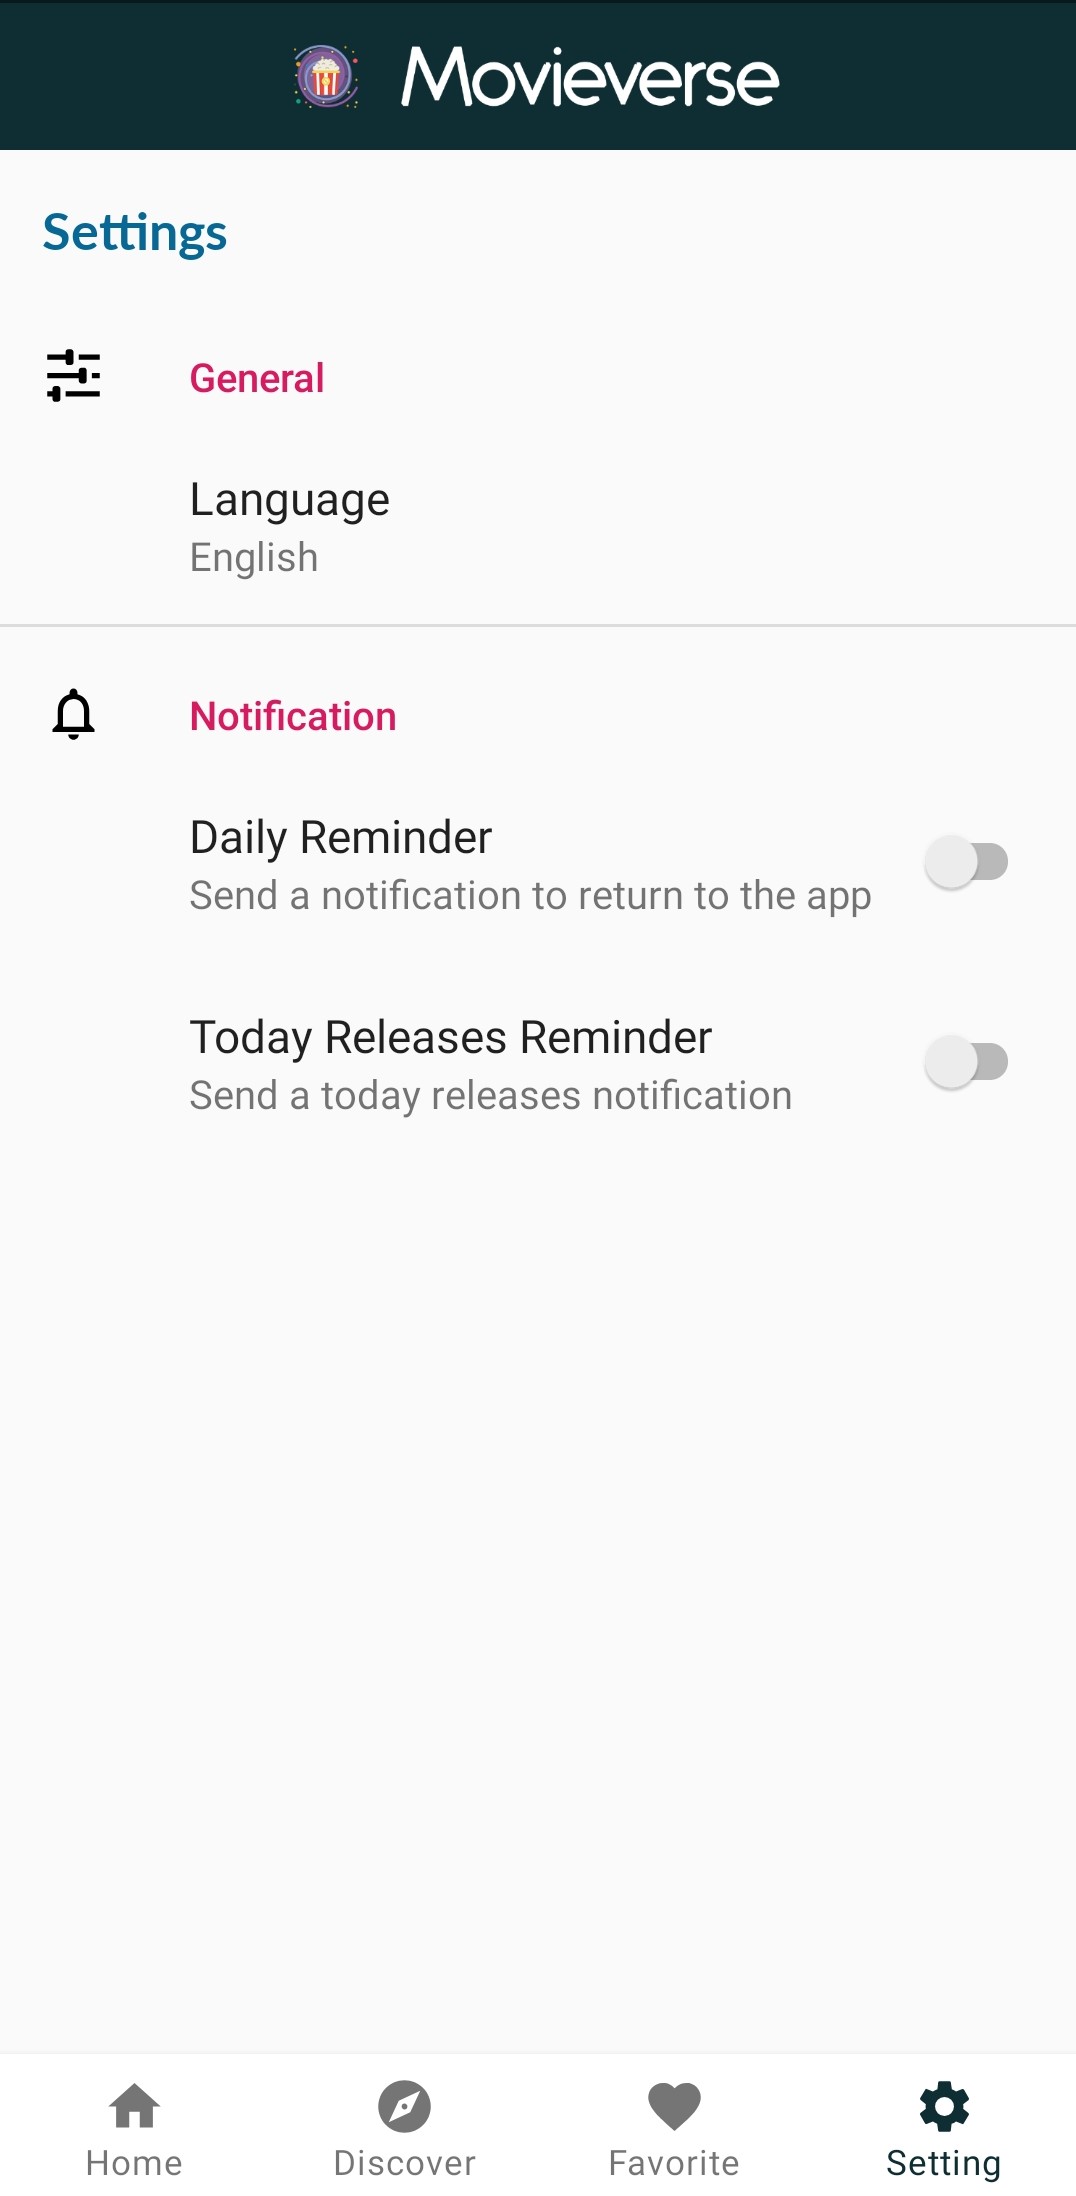 Movieverse
Settings
General
Language
English
Notification
Daily Reminder
Send a notification to return to the app
Today Releases Reminder
Send a today releases notification
Home
Discover
Favorite
Setting